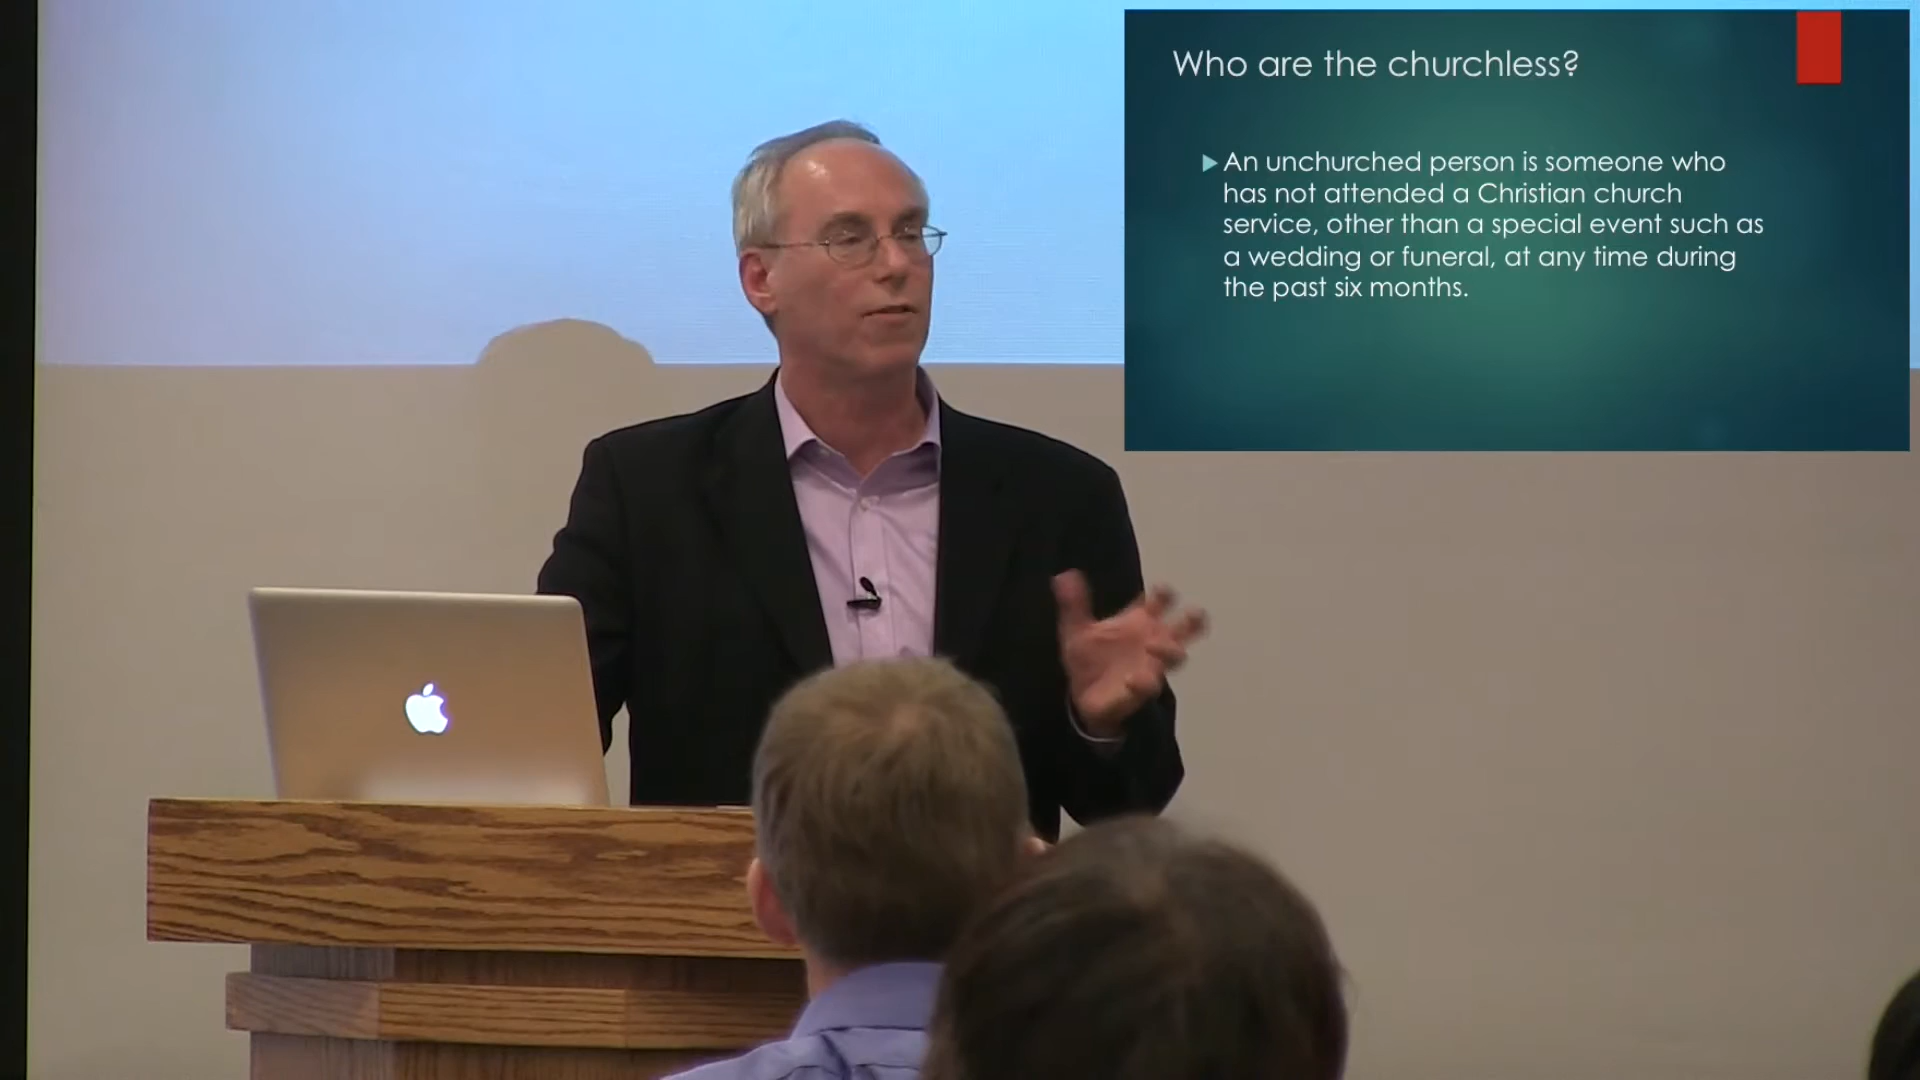 Who are the churchless?
An unchurched person is someone who
has not attended a Christian church
service, other than a special event such as
a wedding or funeral, at any time during
the past six months.